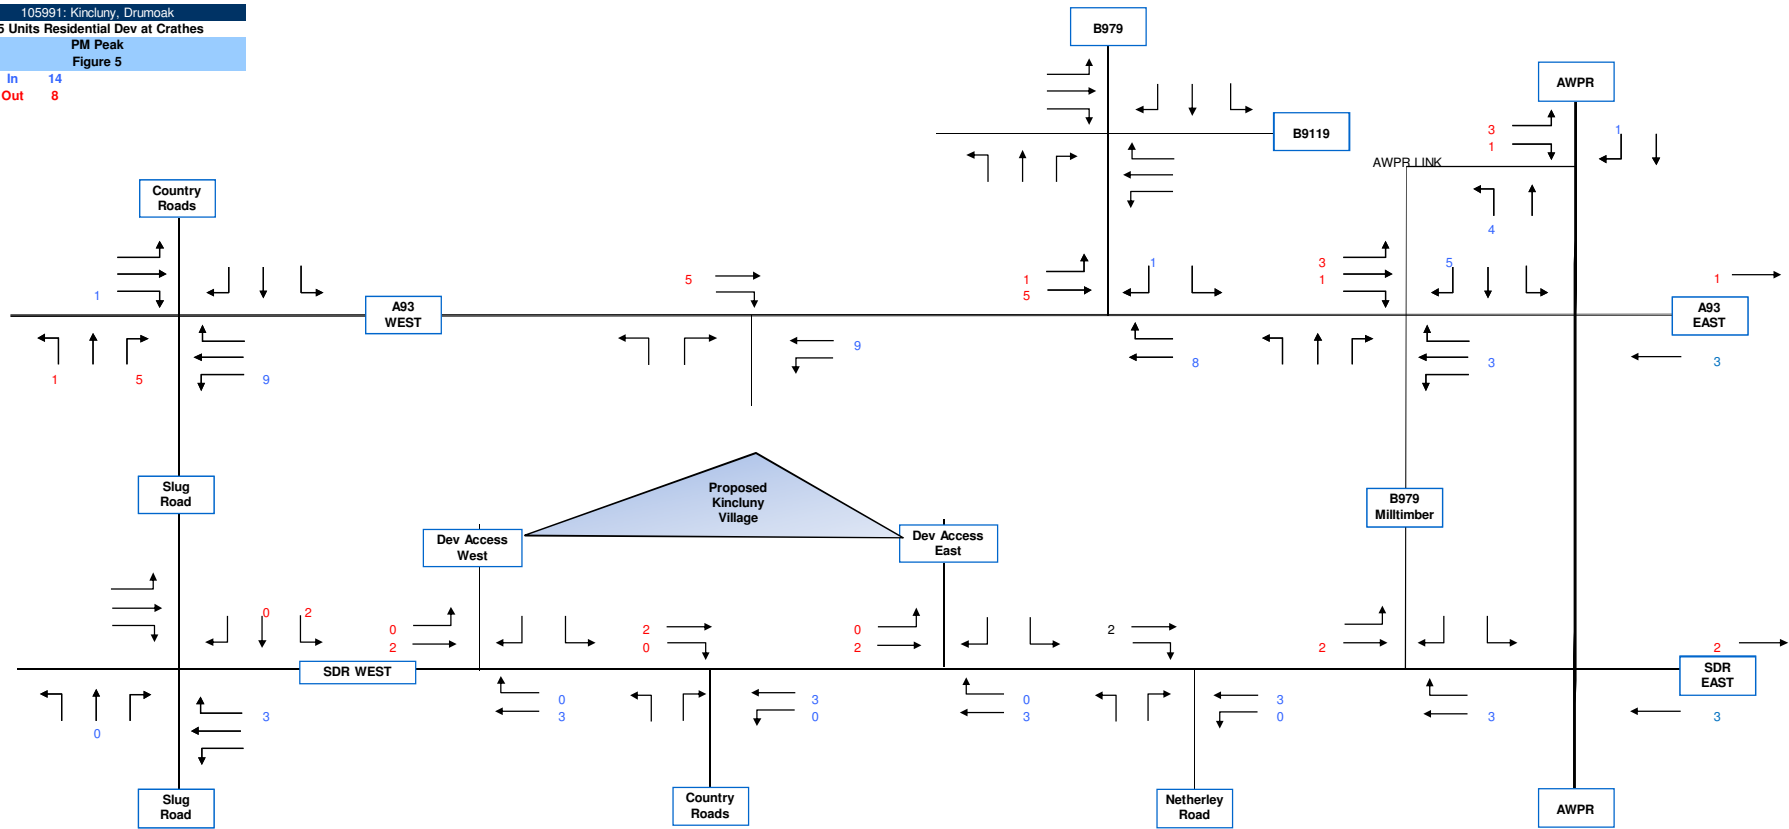 105991: Kincluny, Drumoak
5 Units Residential Dev at Crathes
PM Peak
Figure 5
In 14
Out 8
B979
AWPR
B9119
3
1
1
AWPR LINK
4
Country
Roads
1
5
1
5
1
3
1
5
1
A93
WEST
A93
EAST
1
5
9
9
8
3
3
Slug
Road
Proposed
Kincluny
Village
B979
Milltimber
Dev Access
West
Dev Access
East
0 2
0
2
2
0
0
2
2
2
2
SDR WEST
SDR
EAST
0
3
0
3
3
0
0
3
3
0
3
3
Slug
Road
Country
Roads
Netherley
Road
AWPR